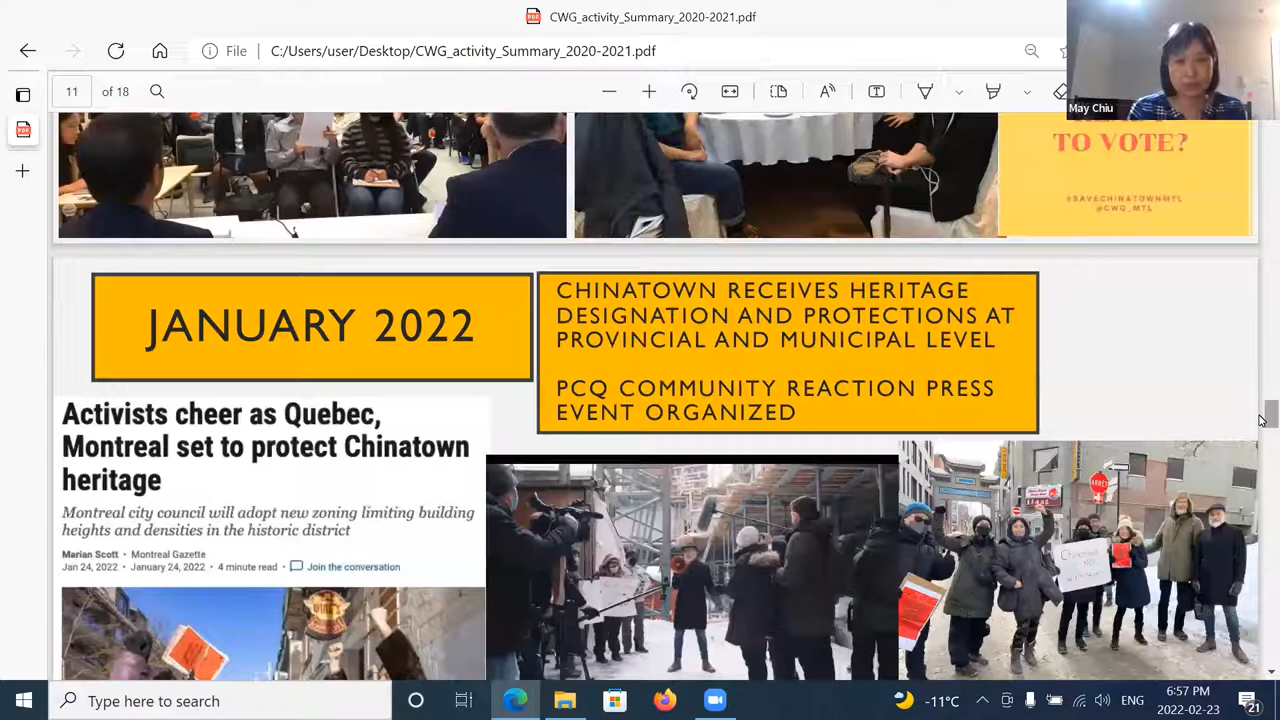 CWG_activity_Summary_2020-2021.pdf
File
C:/Users/user/Desktop/CWG_activity_Summary_2020-2021.pdf
May Chiu
11 of 18
TO VOTE?
#SAVECHINATOWNMTL
@CWG_MTL
JANUARY 2022
CHINATOWN RECEIVES HERITAGE
DESIGNATION AND PROTECTIONS AT
PROVINCIAL AND MUNICIPAL LEVEL
PCQ COMMUNITY REACTION PRESS
EVENT ORGANIZED
Activists cheer as Quebec,
Montreal set to protect Chinatown
heritage
Montreal city council will adopt new zoning limiting building
heights and densities in the historic district
Marian Scott • Montreal Gazette
Jan 24, 2022 • January 24, 2022 • 4 minute read • Join the conversation
ARRÊT
Type here to search
-11°C
ENG
6:57 PM
2022-02-23
21